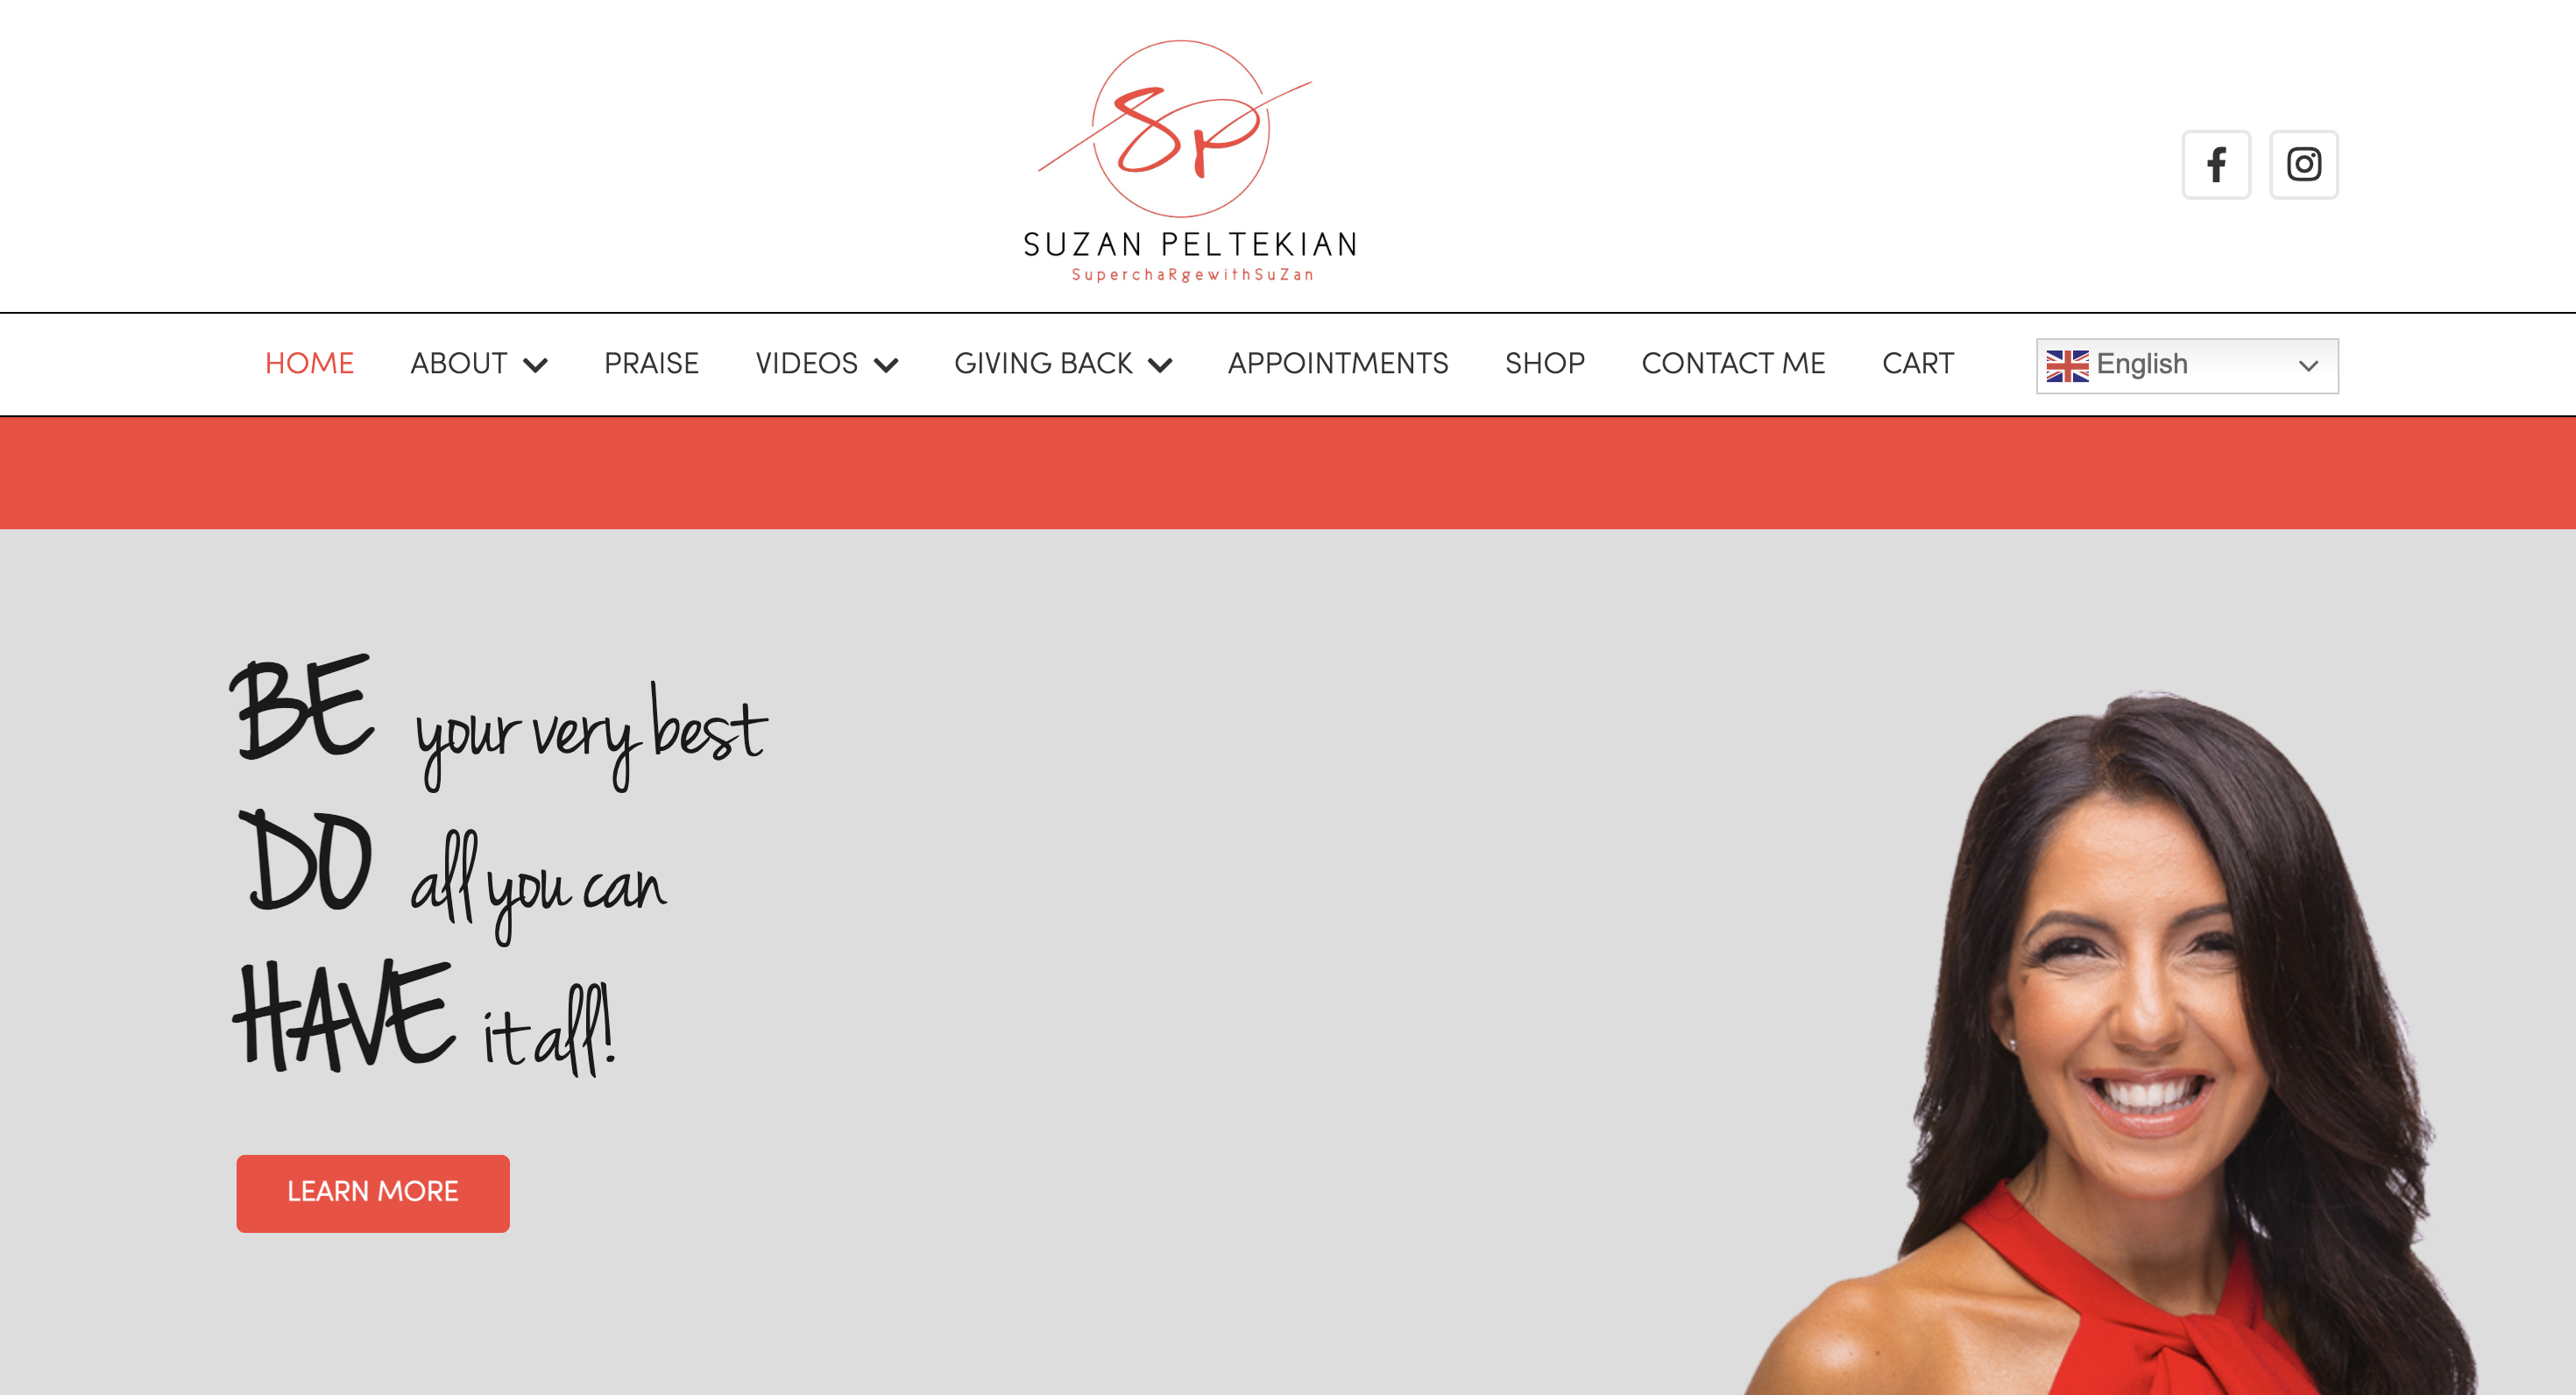 Sp
SUZAN PELTEKIAN
SuperchaRgewithSuZan
HOME ABOUT PRAISE VIDEOS GIVING BACK APPOINTMENTS SHOP CONTACT ME CART English
BE your very best
DO all you can
HAVE it all!
LEARN MORE